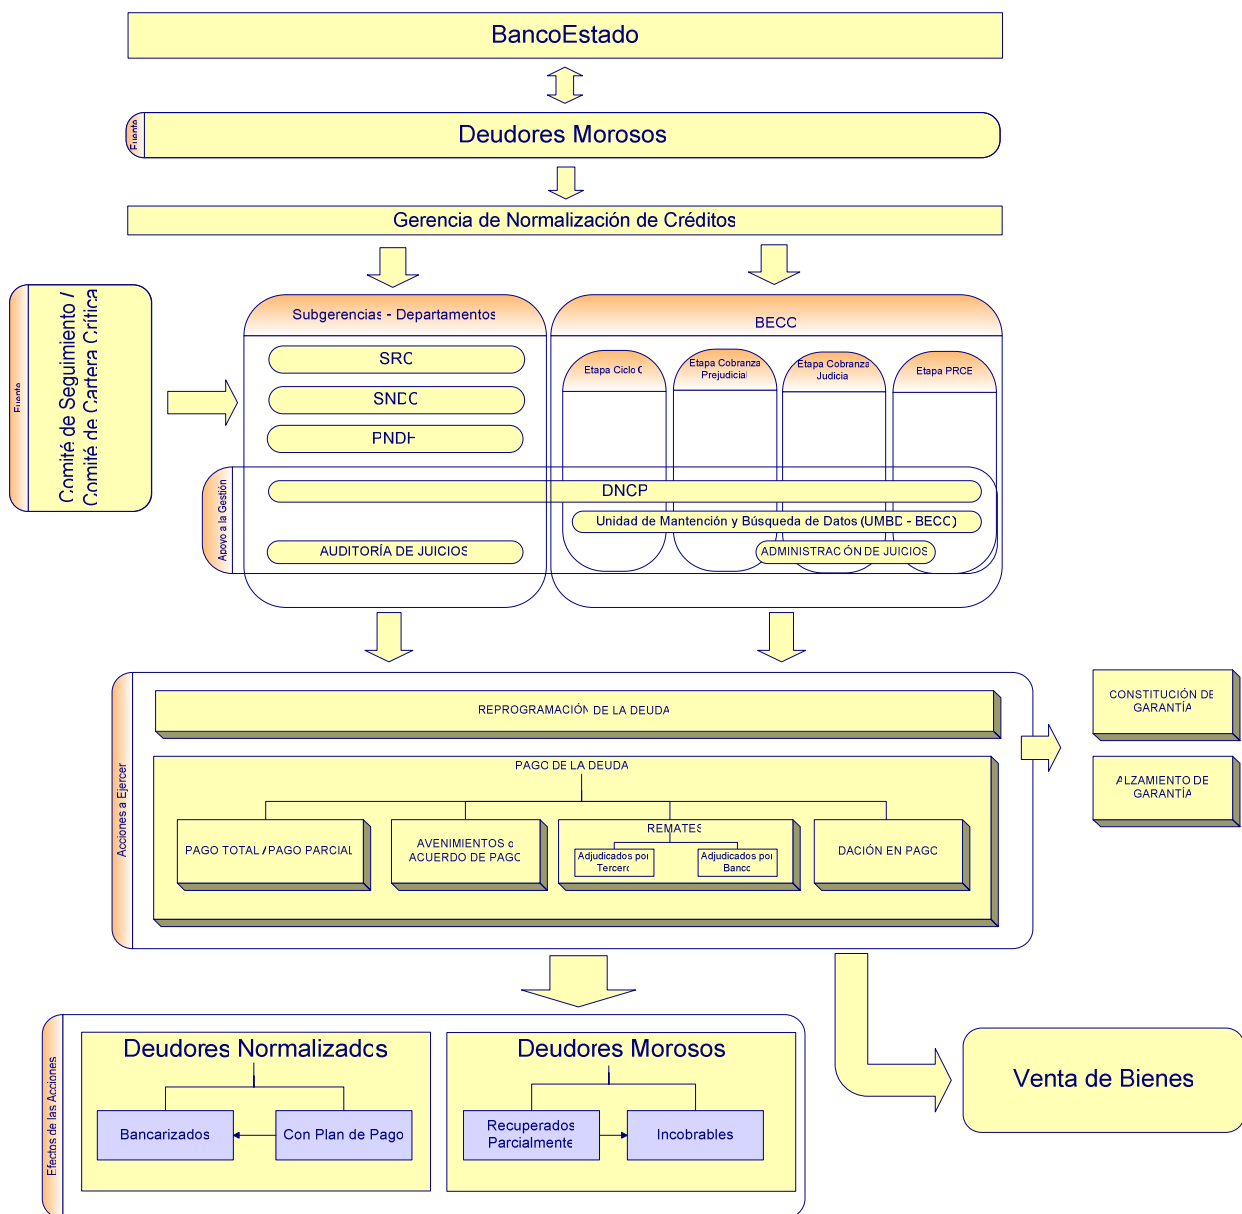 BancoEstado
Fuente
Deudores Morosos
Gerencia de Normalización de Créditos
Fuente
Comité de Seguimiento /
Comité de Cartera Crítica
Subgerencias - Departamentos
SRC
SNDC
PNDH
BECC
Etapa Ciclo 0
Etapa Cobranza
Prejudicial
Etapa Cobranza
Judicial
Etapa PRCE
Apoyo a la Gestión
DNCP
Unidad de Mantención y Búsqueda de Datos (UMBD - BECC)
AUDITORÍA DE JUICIOS
ADMINISTRACIÓN DE JUICIOS
Acciones a Ejercer
REPROGRAMACIÓN DE LA DEUDA
PAGO DE LA DEUDA
PAGO TOTAL / PAGO PARCIAL
AVENIMIENTOS o
ACUERDO DE PAGO
REMATES
Adjudicados por
Tercero
Adjudicados por
Banco
DACIÓN EN PAGO
CONSTITUCIÓN DE
GARANTÍA
ALZAMIENTO DE
GARANTÍA
Efectos de las Acciones
Deudores Normalizados
Bancarizados
Con Plan de Pago
Deudores Morosos
Recuperados
Parcialmente
Incobrables
Venta de Bienes